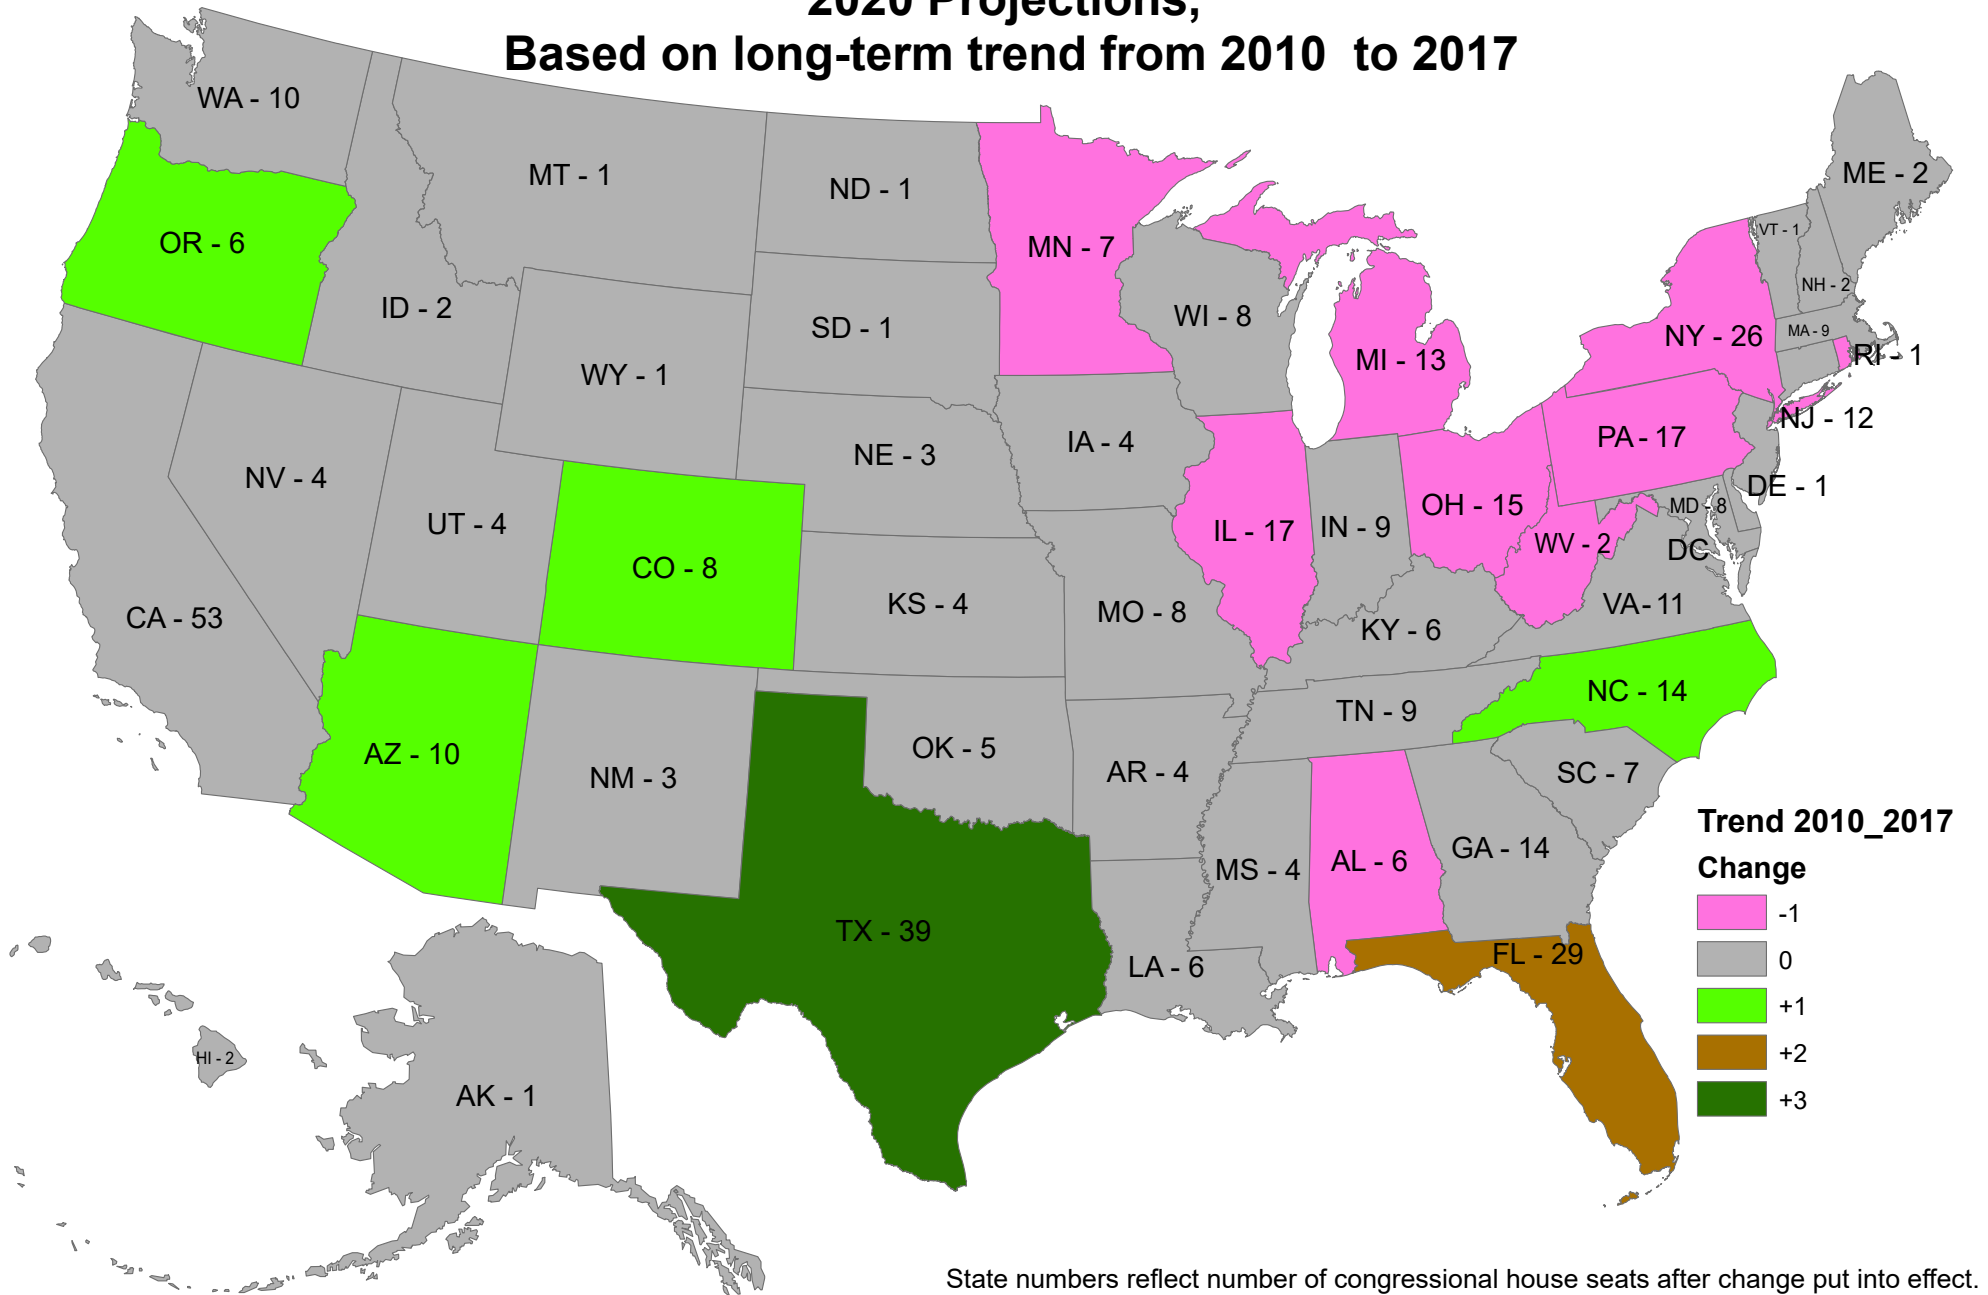 2020 Projections,
Based on long-term trend from 2010 to 2017
WA - 10
MT - 1
ND - 1
MN - 7
ME - 2
VT - 1
OR - 6
ID - 2
SD - 1
WI - 8
NH - 2
MA - 9
NY - 26
RI - 1
MI - 13
WY - 1
NJ - 12
PA - 17
IA - 4
NE - 3
NV - 4
DE - 1
MD - 8
OH - 15
UT - 4
IL - 17
IN - 9
WV - 2
DC
CO - 8
CA - 53
KS - 4
MO - 8
VA - 11
KY - 6
NC - 14
TN - 9
AZ - 10
NM - 3
OK - 5
AR - 4
SC - 7
MS - 4
AL - 6
GA - 14
TX - 39
LA - 6
FL - 29
HI - 2
AK - 1
Trend 2010_2017
Change
-1
0
+1
+2
+3
State numbers reflect number of congressional house seats after change put into effect.